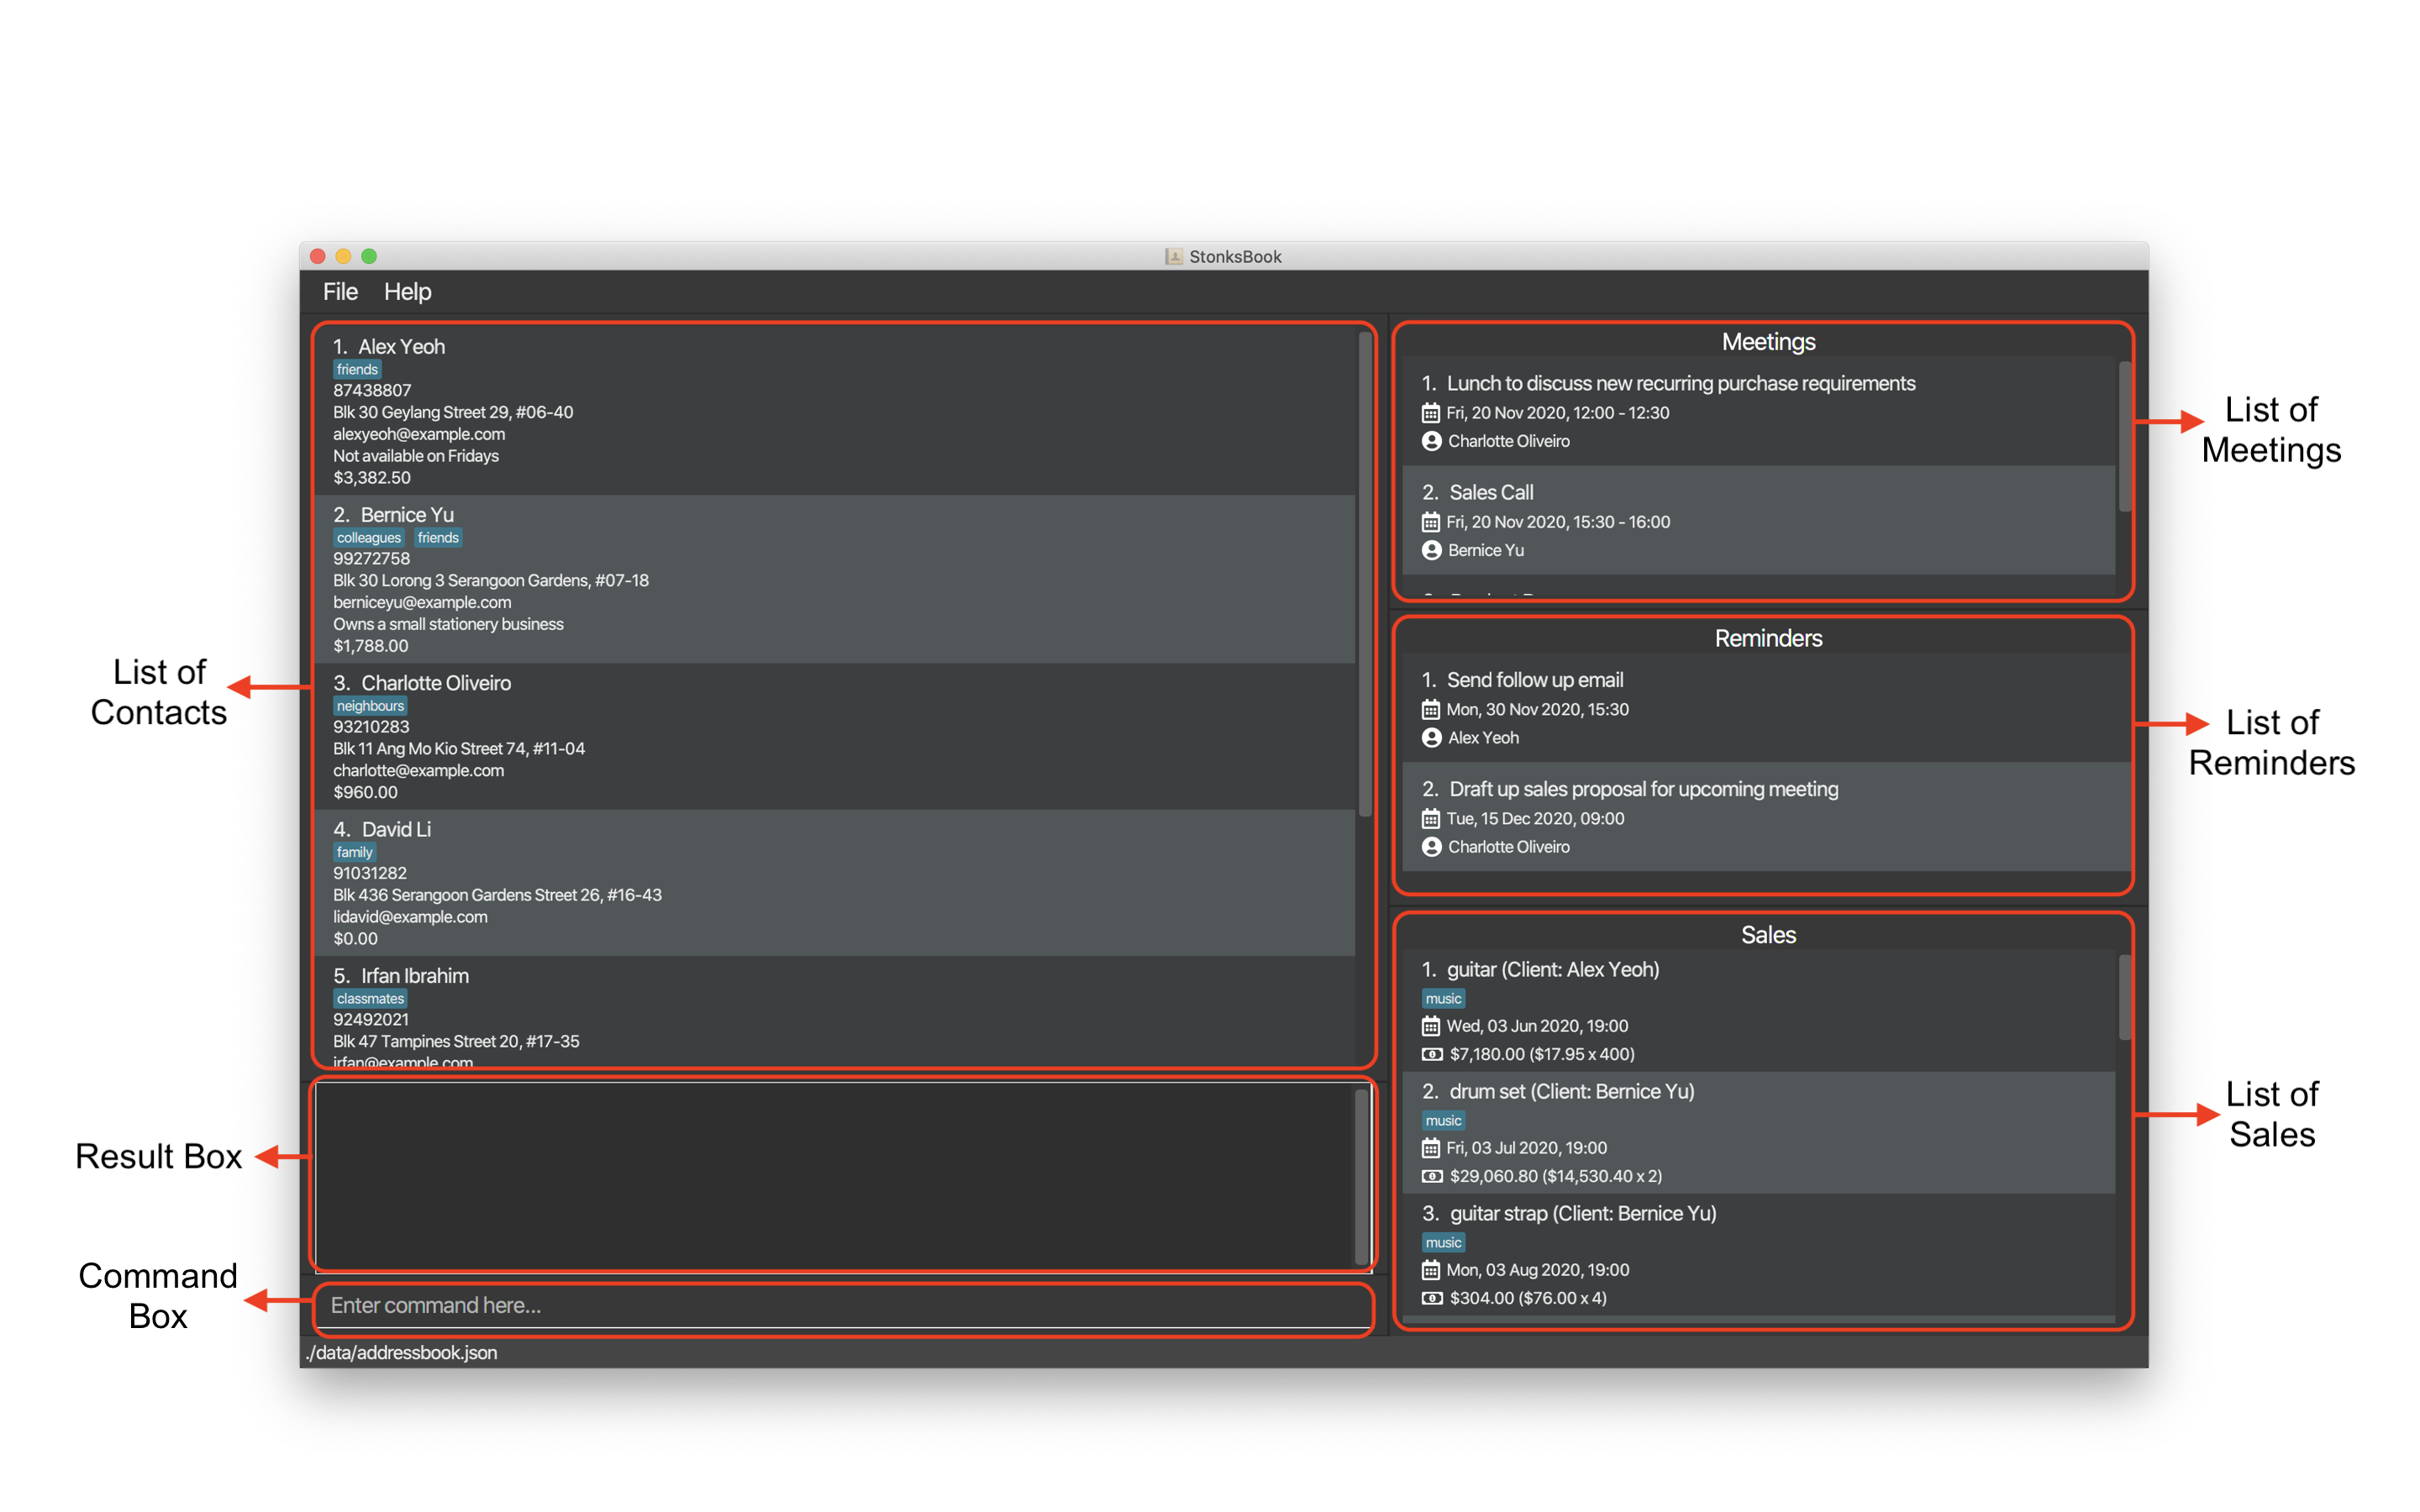 StonksBook
File Help
1. Alex Yeoh
friends
87438807
Blk 30 Geylang Street 29, #06-40
alexyeoh@example.com
Not available on Fridays
$3,382.50
2. Bernice Yu
colleagues friends
99272758
Blk 30 Lorong 3 Serangoon Gardens, #07-18
berniceyu@example.com
Owns a small stationery business
$1,788.00
3. Charlotte Oliveiro
neighbours
93210283
Blk 11 Ang Mo Kio Street 74, #11-04
charlotte@example.com
$960.00
4. David Li
family
91031282
Blk 436 Serangoon Gardens Street 26, #16-43
lidavid@example.com
$0.00
5. Irfan Ibrahim
classmates
92492021
Blk 47 Tampines Street 20, #17-35
irfan@example.com
Enter command here...
./data/addressbook.json
Meetings
1. Lunch to discuss new recurring purchase requirements
Fri, 20 Nov 2020, 12:00 - 12:30
Charlotte Oliveiro
2. Sales Call
Fri, 20 Nov 2020, 15:30 - 16:00
Bernice Yu
Reminders
1. Send follow up email
Mon, 30 Nov 2020, 15:30
Alex Yeoh
2. Draft up sales proposal for upcoming meeting
Tue, 15 Dec 2020, 09:00
Charlotte Oliveiro
Sales
1. guitar (Client: Alex Yeoh)
music
Wed, 03 Jun 2020, 19:00
$7,180.00 ($17.95 x 400)
2. drum set (Client: Bernice Yu)
music
Fri, 03 Jul 2020, 19:00
$29,060.80 ($14,530.40 x 2)
3. guitar strap (Client: Bernice Yu)
music
Mon, 03 Aug 2020, 19:00
$304.00 ($76.00 x 4)
List of
Contacts
Result Box
Command
Box
List of
Meetings
List of
Reminders
List of
Sales